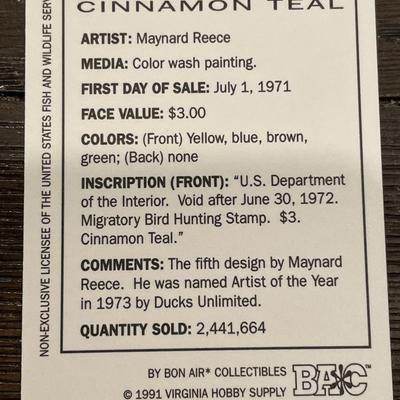 CINNAMON TEAL
ARTIST: Maynard Reece
MEDIA: Color wash painting.
FIRST DAY OF SALE: July 1, 1971
FACE VALUE: $3.00
COLORS: (Front) Yellow, blue, brown,
green; (Back) none
INSCRIPTION (FRONT): “U.S. Department
of the Interior. Void after June 30, 1972.
Migratory Bird Hunting Stamp. $3.
Cinnamon Teal.”
COMMENTS: The fifth design by Maynard
Reece. He was named Artist of the Year
in 1973 by Ducks Unlimited.
QUANTITY SOLD: 2,441,664
NON-EXCLUSIVE LICENSEE OF THE UNITED STATES FISH AND WILDLIFE SERV
BY BON AIR* COLLECTIBLES
© 1991 VIRGINIA HOBBY SUPPLY
BAC™